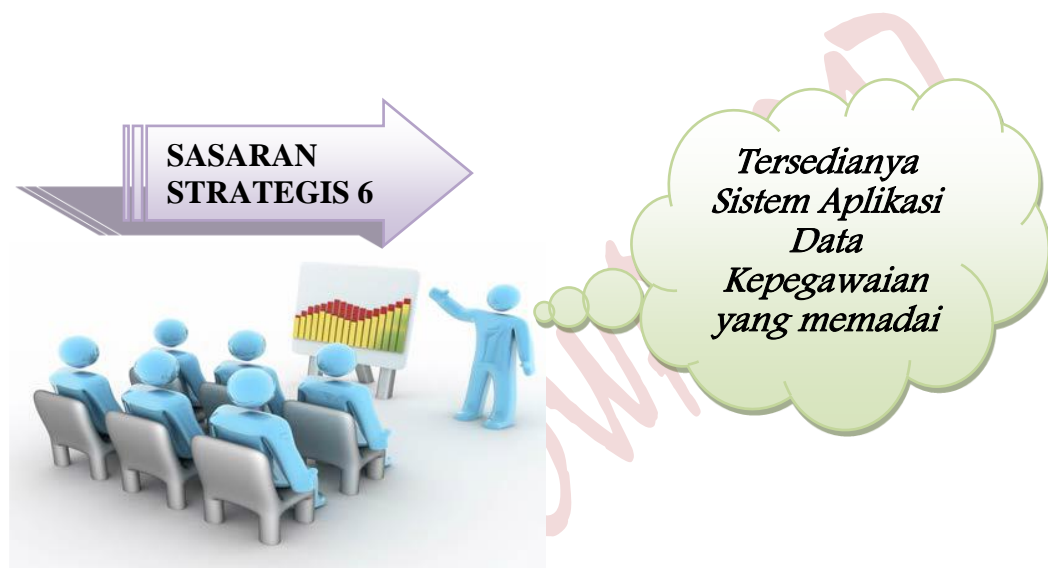 SASARAN
STRATEGIS 6
Tersedianya
Sistem Aplikasi
Data
Kepegawaian
yang memadai